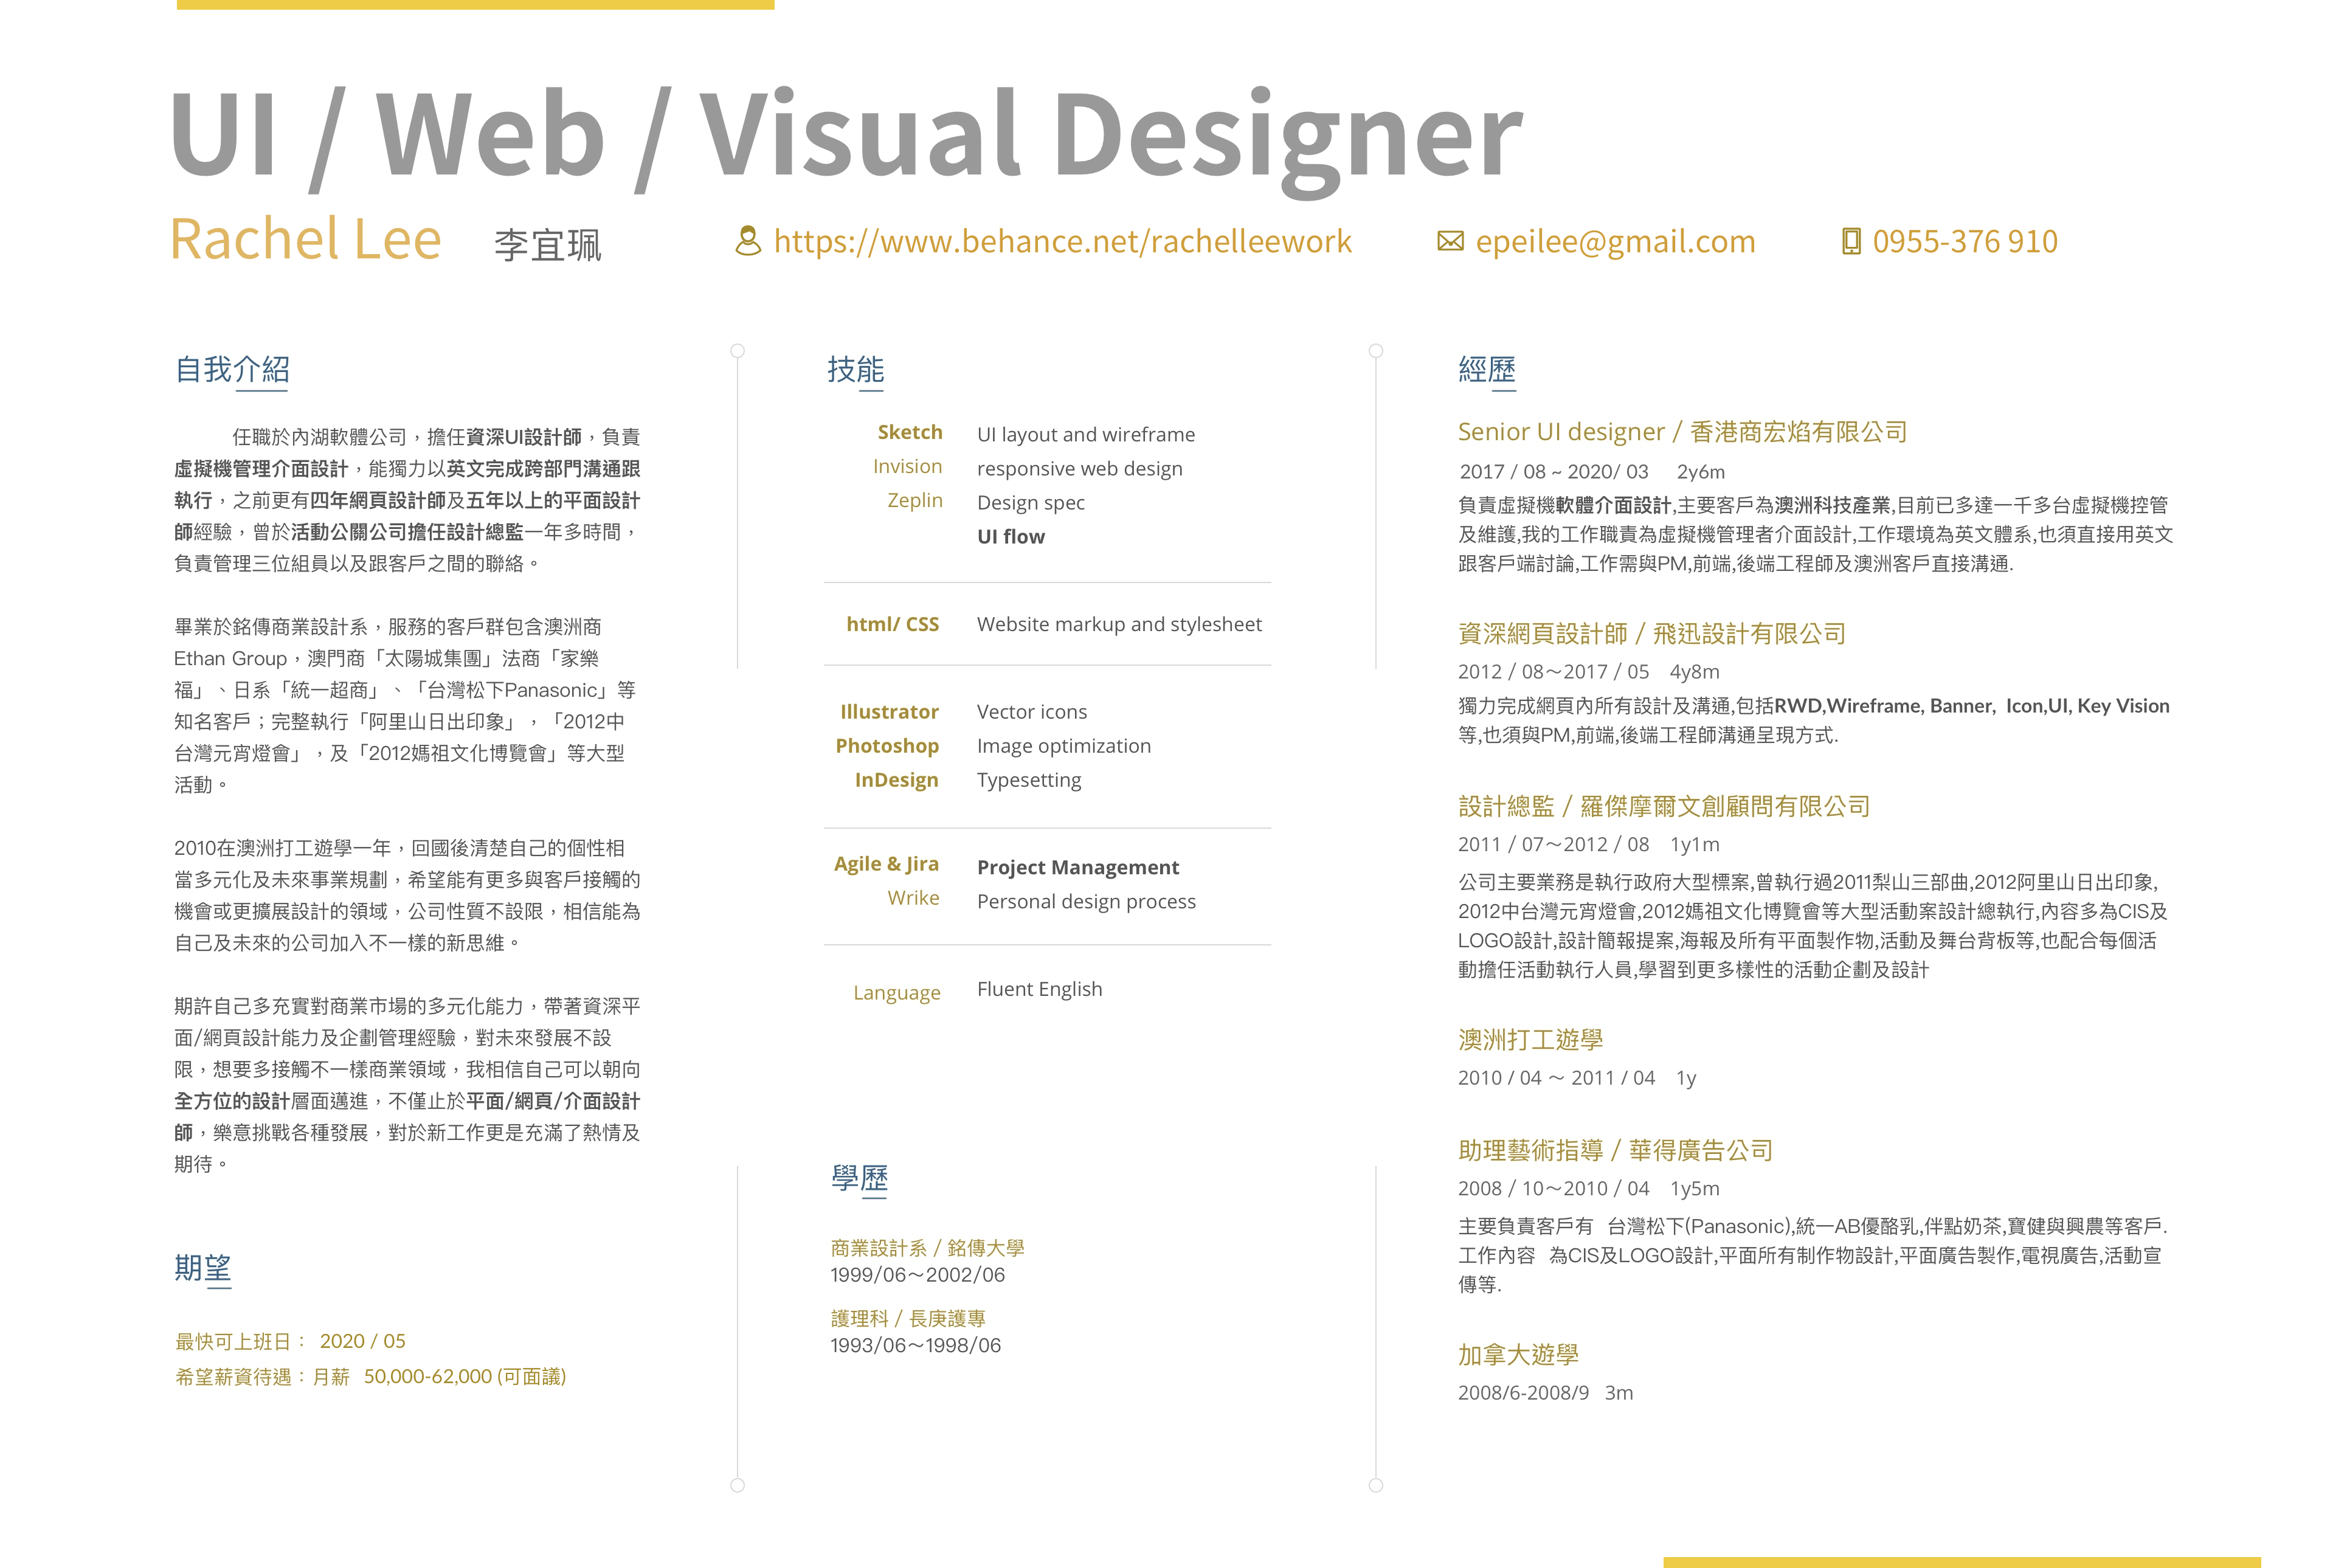 UI / Web / Visual Designer
Rachel Lee 李宜珮 https://www.behance.net/rachelleework epeilee@gmail.com 0955-376 910
自我介紹
任職於內湖軟體公司，擔任資深UI設計師，負責
虛擬機管理介面設計，能獨力以英文完成跨部門溝通跟
執行，之前更有四年網頁設計師及五年以上的平面設計
師經驗，曾於活動公關公司擔任設計總監一年多時間，
負責管理三位組員以及跟客戶之間的聯絡。
畢業於銘傳商業設計系，服務的客戶群包含澳洲商
Ethan Group，澳門商「太陽城集團」法商「家樂
福」、日系「統一超商」、「台灣松下Panasonic」等
知名客戶；完整執行「阿里山日出印象」，「2012中
台灣元宵燈會」，及「2012媽祖文化博覽會」等大型
活動。
2010在澳洲打工遊學一年，回國後清楚自己的個性相
當多元化及未來事業規劃，希望能有更多與客戶接觸的
機會或更擴展設計的領域，公司性質不設限，相信能為
自己及未來的公司加入不一樣的新思維。
期許自己多充實對商業市場的多元化能力，帶著資深平
面/網頁設計能力及企劃管理經驗，對未來發展不設
限，想要多接觸不一樣商業領域，我相信自己可以朝向
全方位的設計層面邁進，不僅止於平面/網頁/介面設計
師，樂意挑戰各種發展，對於新工作更是充滿了熱情及
期待。
期望
最快可上班日： 2020 / 05
希望薪資待遇：月薪 50,000-62,000 (可面議)
技能
Sketch UI layout and wireframe
Invision responsive web design
Zeplin Design spec
UI flow
html/ CSS Website markup and stylesheet
Illustrator Vector icons
Photoshop Image optimization
InDesign Typesetting
Agile & Jira Project Management
Wrike Personal design process
Language Fluent English
學歷
商業設計系 / 銘傳大學
1999/06～2002/06
護理科 / 長庚護專
1993/06～1998/06
經歷
Senior UI designer / 香港商宏焰有限公司
2017 / 08 ~ 2020/ 03 2y6m
負責虛擬機軟體介面設計,主要客戶為澳洲科技產業,目前已多達一千多台虛擬機控管
及維護,我的工作職責為虛擬機管理者介面設計,工作環境為英文體系,也須直接用英文
跟客戶端討論,工作需與PM,前端,後端工程師及澳洲客戶直接溝通.
資深網頁設計師 / 飛迅設計有限公司
2012 / 08～2017 / 05 4y8m
獨力完成網頁內所有設計及溝通,包括RWD,Wireframe, Banner, Icon,UI, Key Vision
等,也須與PM,前端,後端工程師溝通呈現方式.
設計總監 / 羅傑摩爾文創顧問有限公司
2011 / 07～2012 / 08 1y1m
公司主要業務是執行政府大型標案,曾執行過2011梨山三部曲,2012阿里山日出印象,
2012中台灣元宵燈會,2012媽祖文化博覽會等大型活動案設計總執行,內容多為CIS及
LOGO設計,設計簡報提案,海報及所有平面製作物,活動及舞台背板等,也配合每個活
動擔任活動執行人員,學習到更多樣性的活動企劃及設計
澳洲打工遊學
2010 / 04 ～ 2011 / 04 1y
助理藝術指導 / 華得廣告公司
2008 / 10～2010 / 04 1y5m
主要負責客戶有 台灣松下(Panasonic),統一AB優酪乳,伴點奶茶,寶健與興農等客戶.
工作內容 為CIS及LOGO設計,平面所有制作物設計,平面廣告製作,電視廣告,活動宣
傳等.
加拿大遊學
2008/6-2008/9 3m